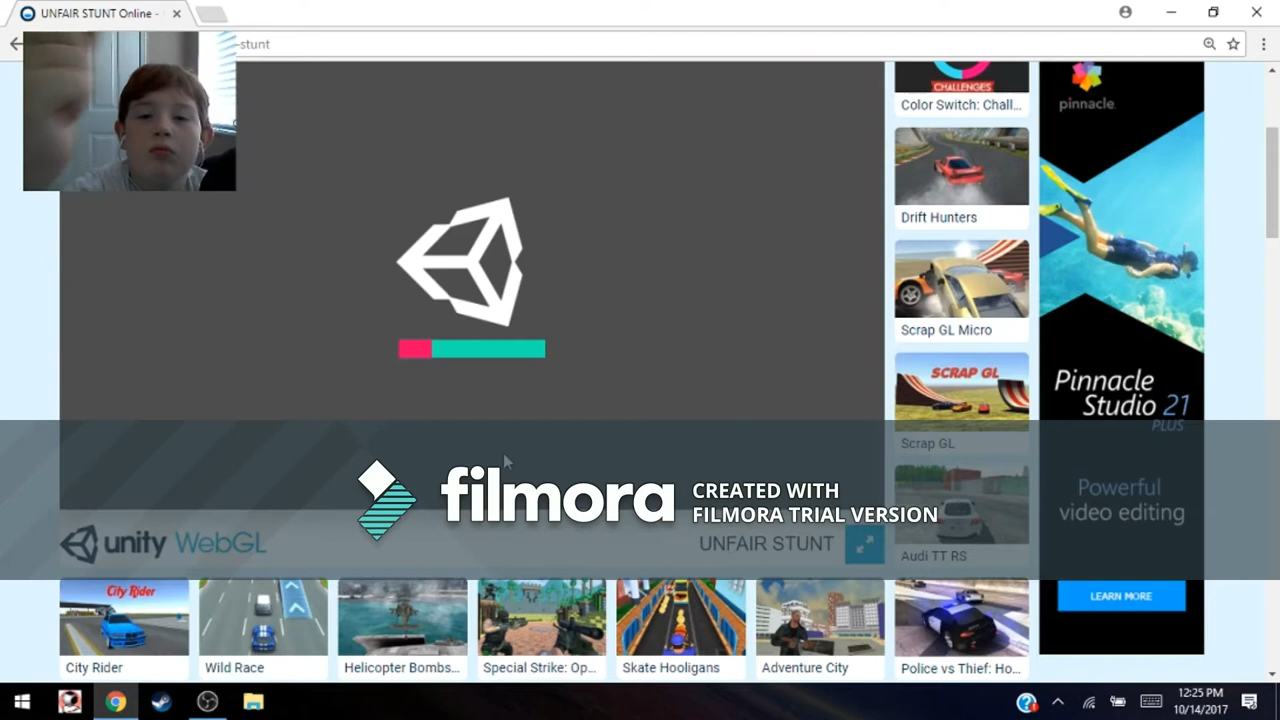 UNFAIR STUNT Online -
-stunt
CHALLENGES
Color Switch: Chall...
pinnacle.
Drift Hunters
Scrap GL Micro
SCRAP GL
Pinnacle
Studio 21
PLUS
Scrap GL
filmora
CREATED WITH
FILMORA TRIAL VERSION
Powerful
video editing
unity WebGL
UNFAIR STUNT
Audi TT RS
City Rider
LEARN MORE
City Rider
Wild Race
Helicopter Bombs...
Special Strike: Op...
Skate Hooligans
Adventure City
Police vs Thief: Ho...
12:25 PM
10/14/2017